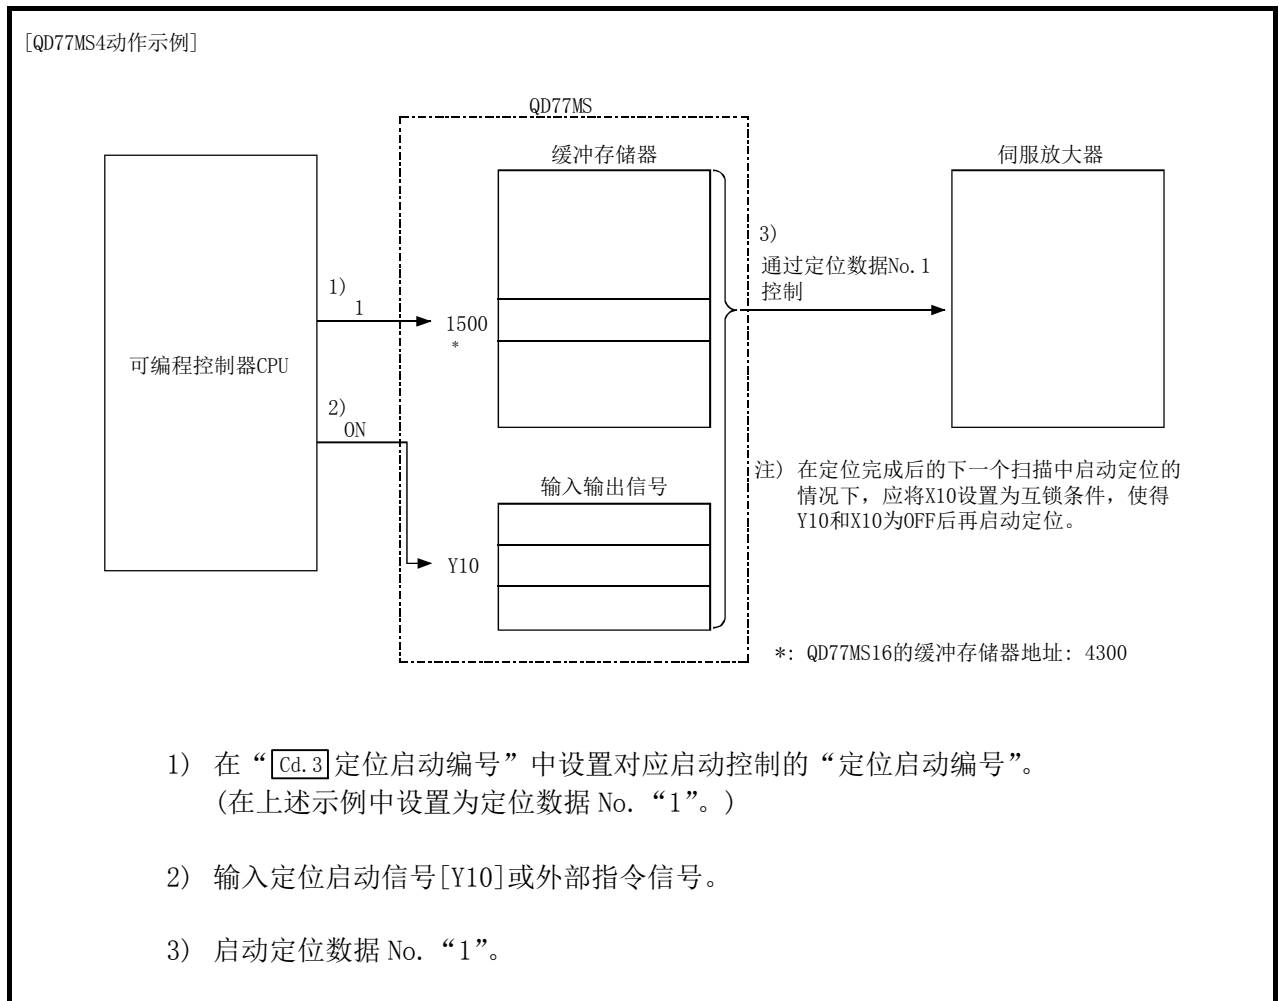 [QD77MS4动作示例]
QD77MS
缓冲存储器
伺服放大器
可编程控制器CPU
1)
1
1500
*
2)
ON
3)
通过定位数据No.1
控制
输入输出信号
Y10
注) 在定位完成后的下一个扫描中启动定位的
情况下，应将X10设置为互锁条件，使得
Y10和X10为OFF后再启动定位。
*: QD77MS16的缓冲存储器地址: 4300
1) 在“Cd.3 定位启动编号”中设置对应启动控制的“定位启动编号”。
(在上述示例中设置为定位数据 No. “1”。)
2) 输入定位启动信号[Y10]或外部指令信号。
3) 启动定位数据 No. “1”。